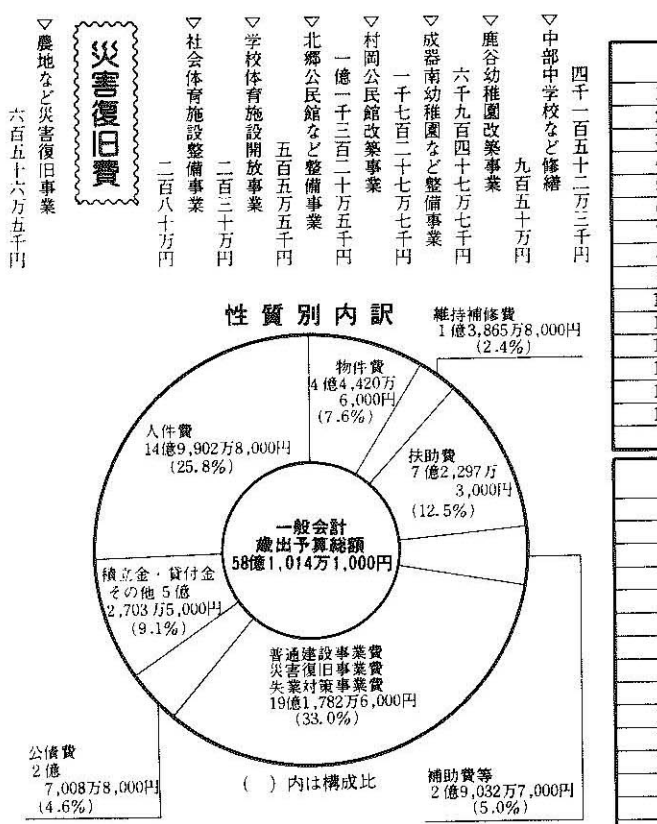 四千一百五十二万三千円
▽中部中学校など修繕
九百五十万円
▽鹿谷幼稚園改築事業
六千九百四十七万七千円
▽成器南幼稚園など整備事業
一千七百二十七万七千円
▽村岡公民館改築事業
一億一千三百二十万五千円
▽北郷公民館など整備事業
五百五万五千円
▽学校体育施設開放事業
二百三十万円
▽社会体育施設整備事業
二百八十万円
災害復旧費
▽農地など災害復旧事業
六百五十六万五千円
性質別内訳
維持補修費
1億3,865万8,000円
(2.4%)
物件費
4億4,420万
6,000円
(7.6%)
人件費
14億9,902万8,000円
(25.8%)
扶助費
7億2,297万
3,000円
(12.5%)
一般会計
歳出予算総額
58億1,014万1,000円
積立金・貸付金
その他5億
2,703万5,000円
(9.1%)
普通建設事業費
災害復旧事業費
失業対策事業費
19億1,782万6,000円
(33.0%)
公債費
2億
7,008万8,000円
(4.6%)
( )内は構成比
補助費等
2億9,032万7,000円
(5.0%)